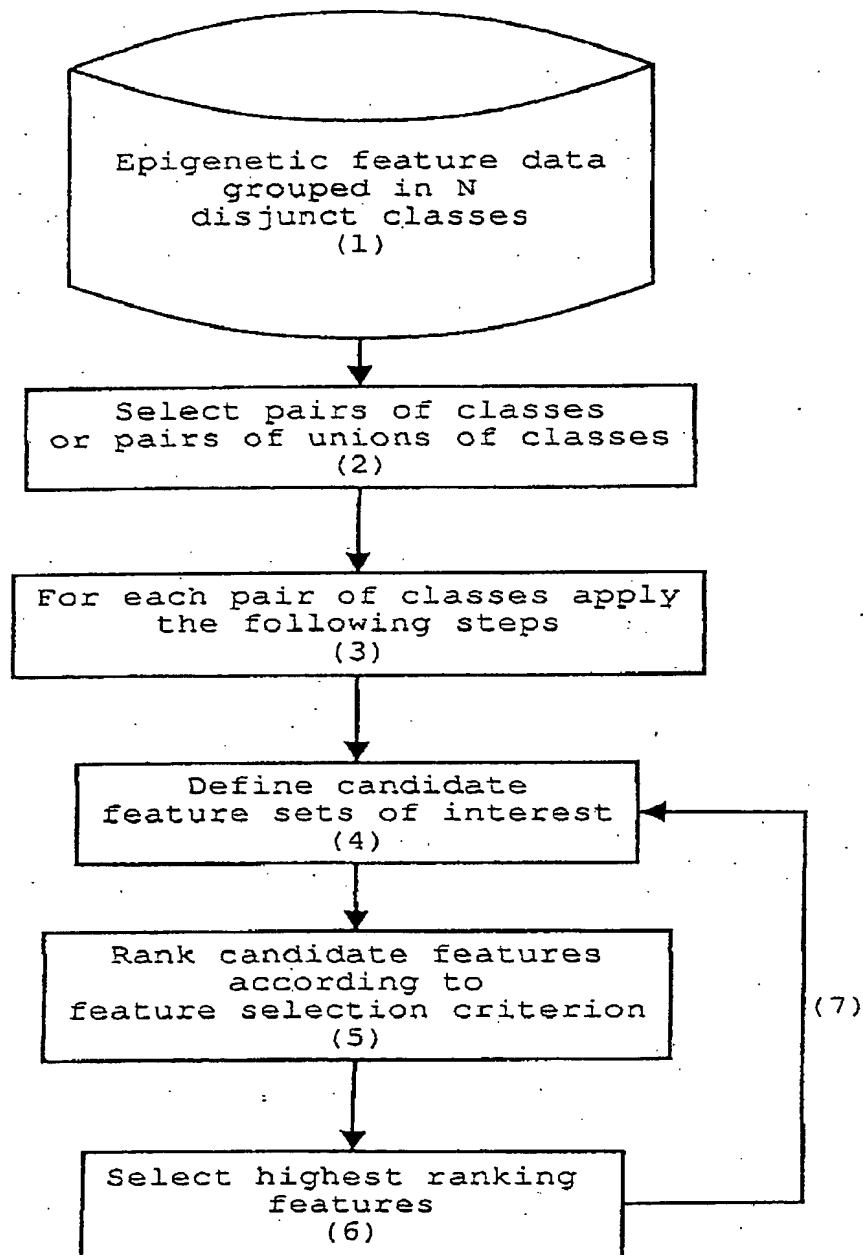 Epigenetic feature data
grouped in N
disjunct classes
(1)
Select pairs of classes
or pairs of unions of classes
(2)
For each pair of classes apply
the following steps
(3)
Define candidate
feature sets of interest
(4)
Rank candidate features
according to
feature selection criterion
(5)
(7)
Select highest ranking
features
(6)